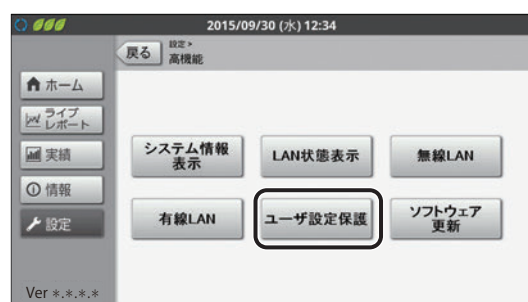 2015/09/30 (水) 12:34
戻る
設定 >
高機能
ホーム
ライブ
レポート
実績
情報
設定
システム情報
表示
LAN状態表示
無線LAN
有線LAN
ユーザ設定保護
ソフトウェア
更新
Ver *.*.*.*